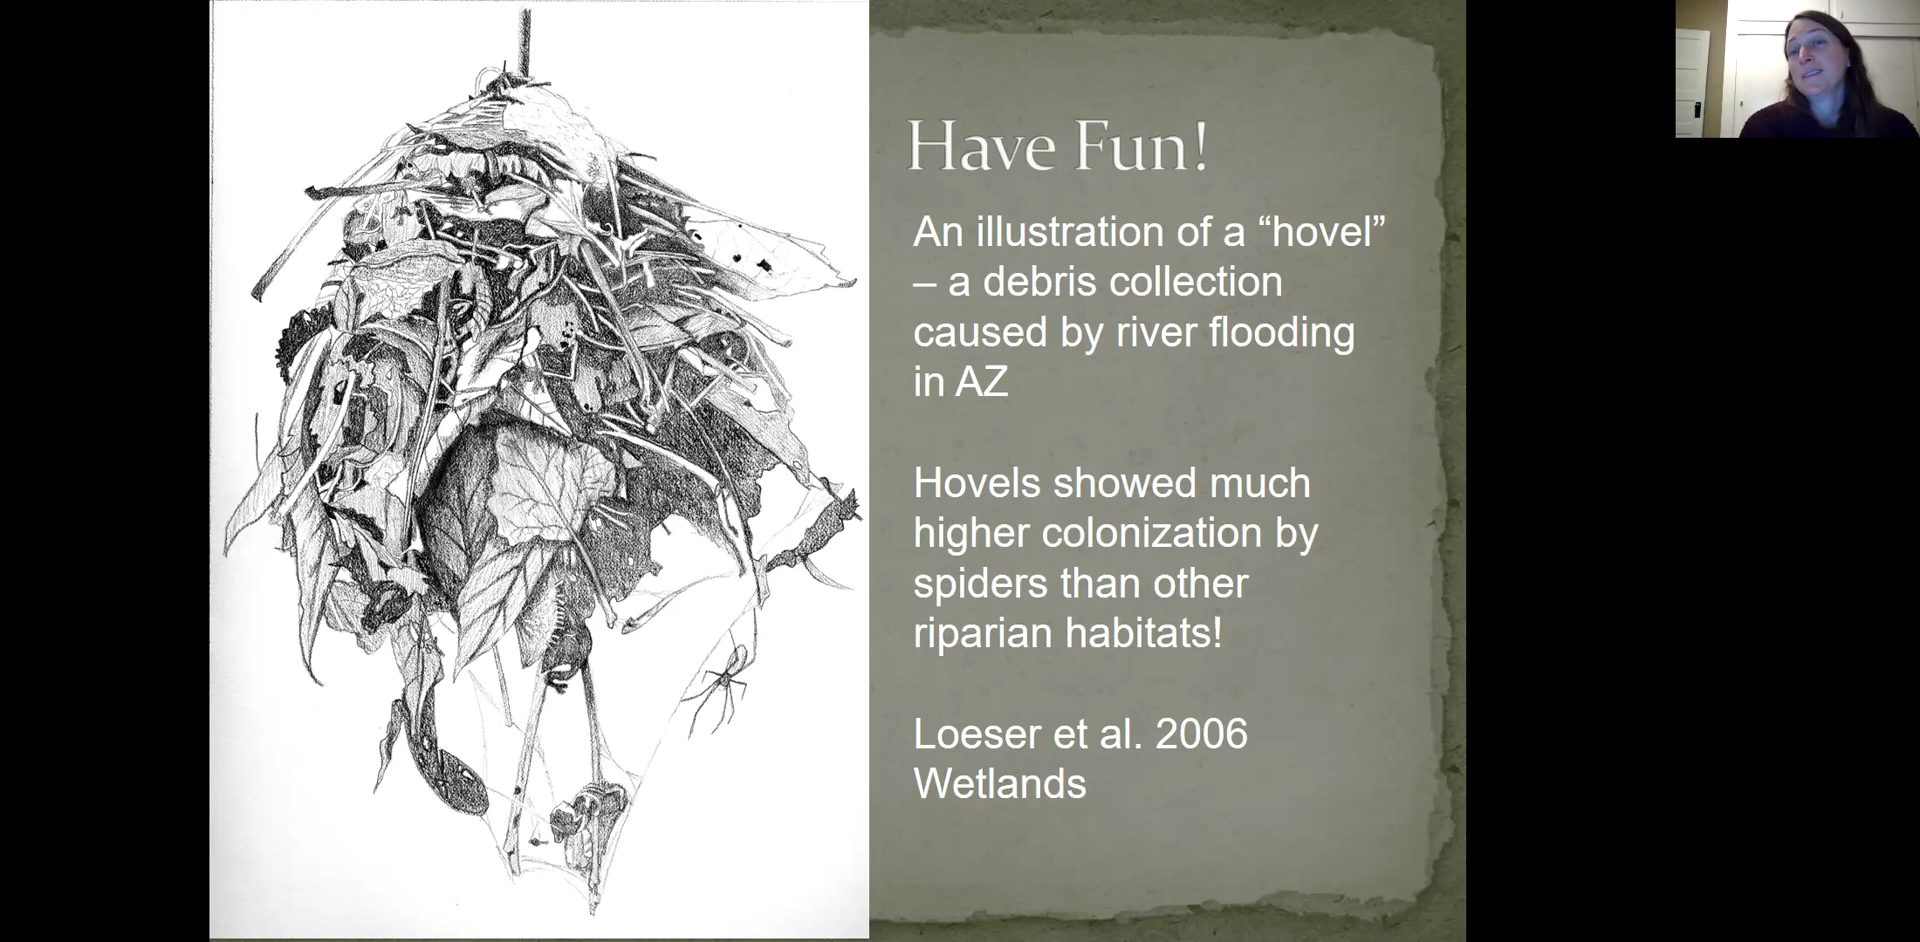 Have Fun!
An illustration of a “hovel”
– a debris collection
caused by river flooding
in AZ
Hovels showed much
higher colonization by
spiders than other
riparian habitats!
Loeser et al. 2006
Wetlands